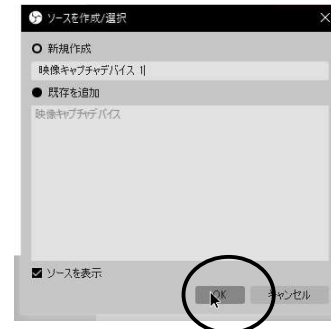 ソースを作成/選択
新規作成
映像キャプチャデバイス 1
既存を追加
映像キャプチャデバイス
ソースを表示
OK
キャンセル